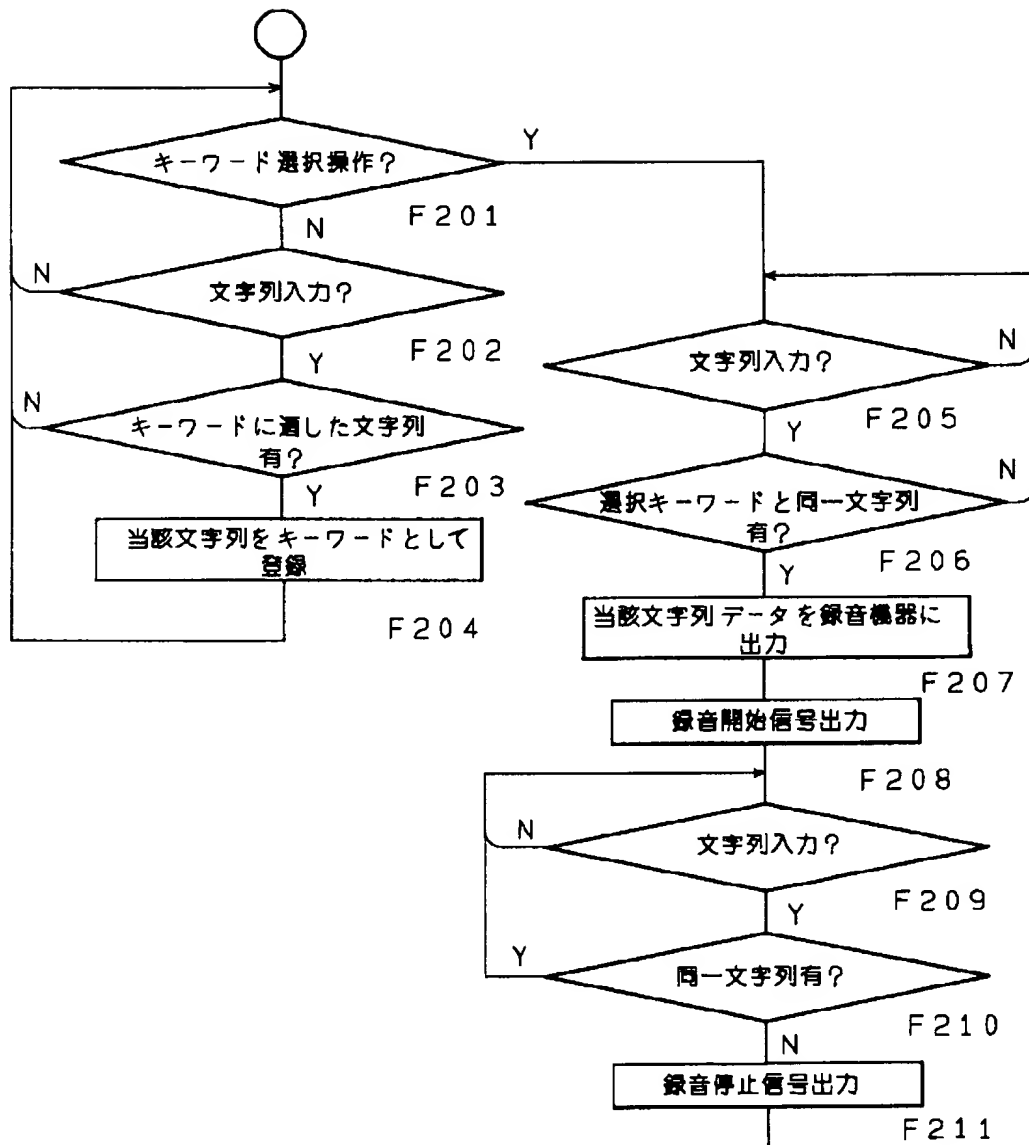 キーワード選択操作?
Y
F201
N
文字列入力?
N
F202
Y
キーワードに適した文字列
有?
N
F203
Y
当該文字列をキーワードとして
登録
F204
文字列入力?
N
F205
Y
選択キーワードと同一文字列
有?
N
F206
Y
当該文字列データを録音機器に
出力
F207
録音開始信号出力
F208
文字列入力?
N
F209
Y
同一文字列有?
Y
F210
N
録音停止信号出力
F211